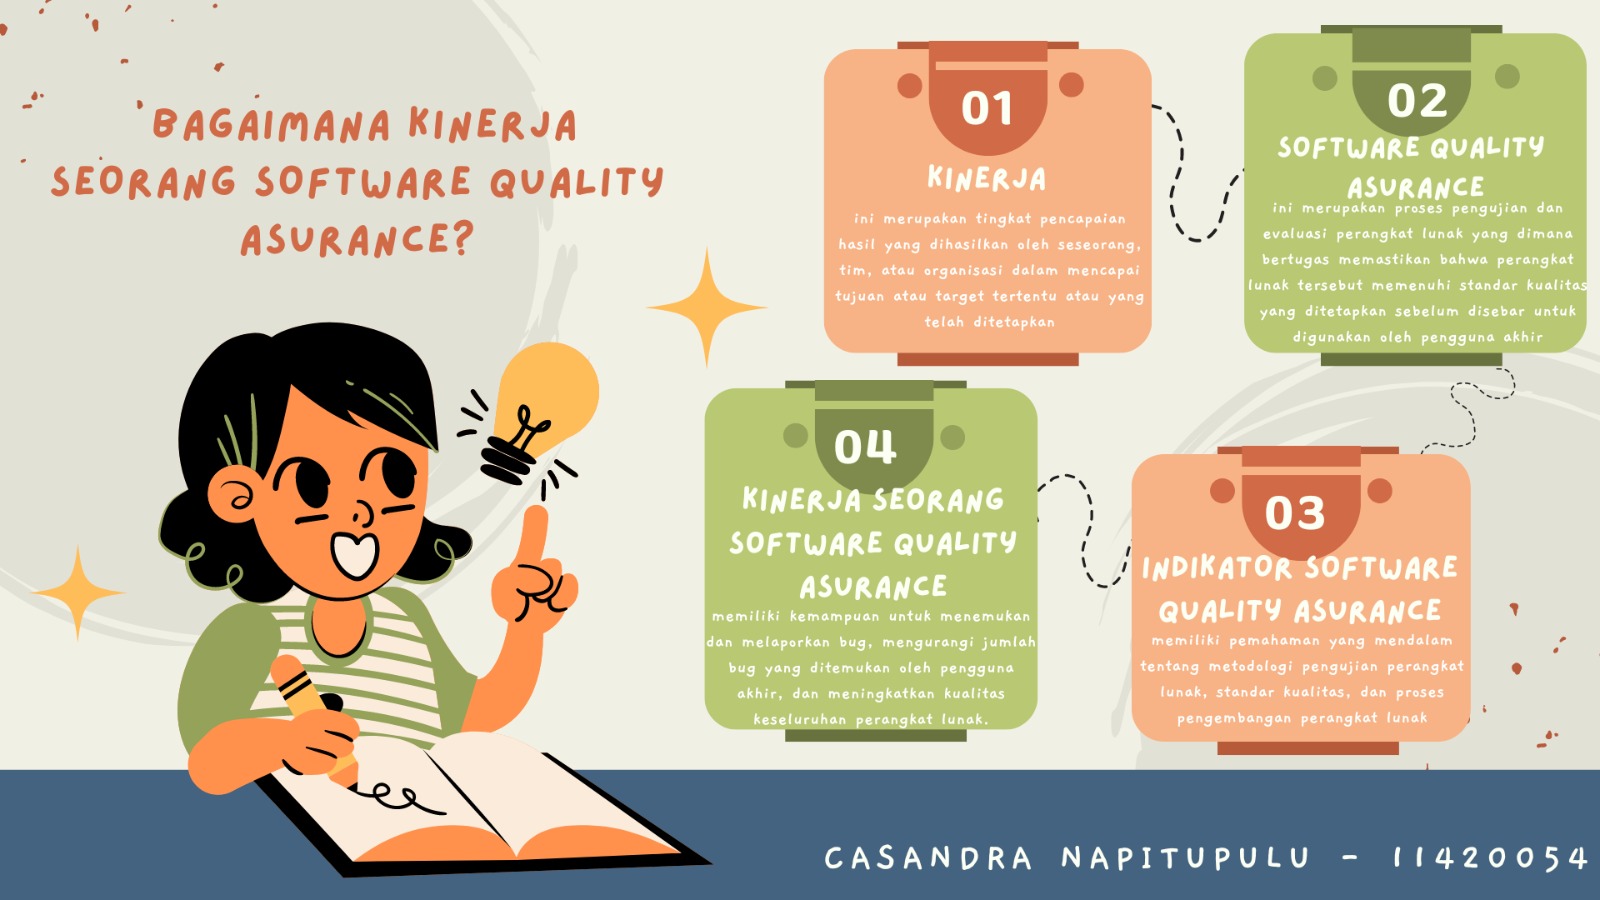 BAGAIMANA KINERJA
SEORANG SOFTWARE QUALITY
ASURANCE?
01
KINERJA
ini merupakan tingkat pencapaian
hasil yang dihasilkan oleh seseorang,
tim, atau organisasi dalam mencapai
tujuan atau target tertentu atau yang
telah ditetapkan
02
SOFTWARE QUALITY
ASURANCE
ini merupakan proses pengujian dan
evaluasi perangkat lunak yang dimana
bertugas memastikan bahwa perangkat
lunak tersebut memenuhi standar kualitas
yang ditetapkan sebelum disebar untuk
digunakan oleh pengguna akhir
03
INDIKATOR SOFTWARE
QUALITY ASURANCE
memiliki pemahaman yang mendalam
tentang metodologi pengujian perangkat
lunak, standar kualitas, dan proses
pengembangan perangkat lunak
04
KINERJA SEORANG
SOFTWARE QUALITY
ASURANCE
memiliki kemampuan untuk menemukan
dan melaporkan bug, mengurangi jumlah
bug yang ditemukan oleh pengguna
akhir, dan meningkatkan kualitas
keseluruhan perangkat lunak.
CASANDRA NAPITUPULU - 11420054